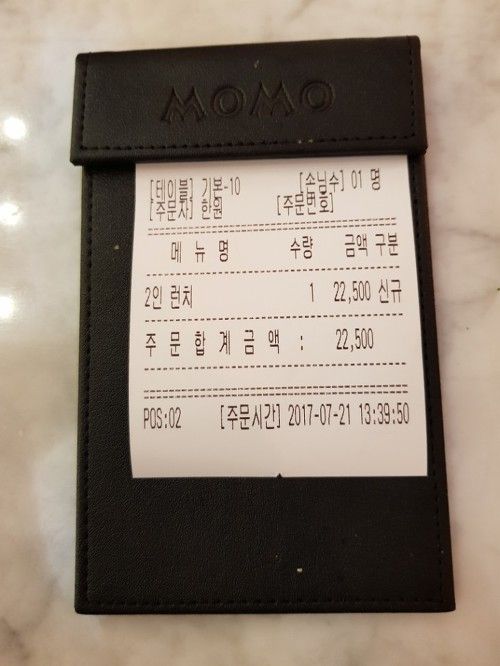 MOMO
[테이블] 기본-10 [손님수] 01 명
[주문자] 한원 [주문번호]
메 뉴 명 수량 금액 구분
2인 런치 1 22,500 신규
주 문 합 계 금 액 : 22,500
POS:02 [주문시간] 2017-07-21 13:39:50